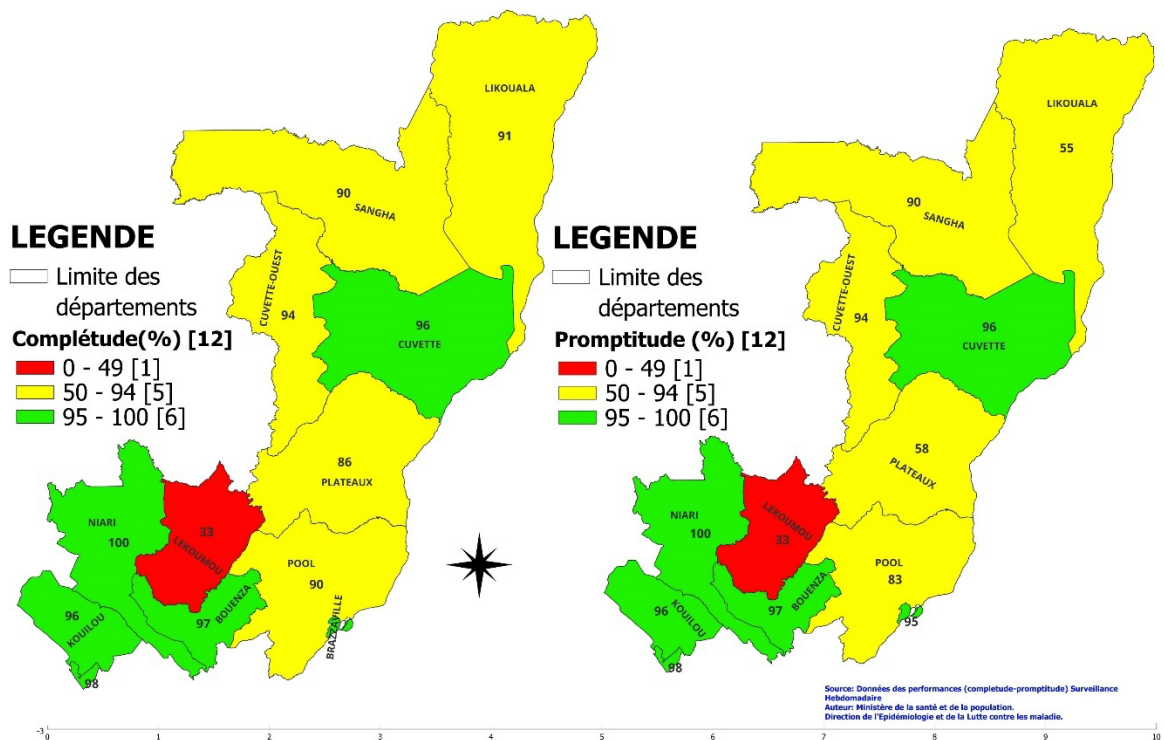 LIKOUALA
91
90
SANGHA
LEGENDE
Limite des
départements
Complétude(%) [12]
0 - 49 [1]
50 - 94 [5]
95 - 100 [6]
CUVETTE-OUEST
94
96
CUVETTE
86
PLATEAUX
NIARI
100
33
LEKOUMOU
POOL
90
BOUENZA
97
96
KOUILOU
98
BRAZZAVILLE
LIKOUALA
55
90
SANGHA
LEGENDE
Limite des
départements
Promptitude (%) [12]
0 - 49 [1]
50 - 94 [5]
95 - 100 [6]
CUVETTE-OUEST
94
96
CUVETTE
58
PLATEAUX
NIARI
100
LEKOUMOU
33
POOL
83
BOUENZA
97
96
KOUILOU
98
95
Source: Données des performances (completude-promptitude) Surveillance
Hebdomadaire
Auteur: Ministère de la santé et de la population.
Direction de l'Epidémiologie et de la Lutte contre les maladie.
-3
0 1 2 3 4 5 6 7 8 9 10